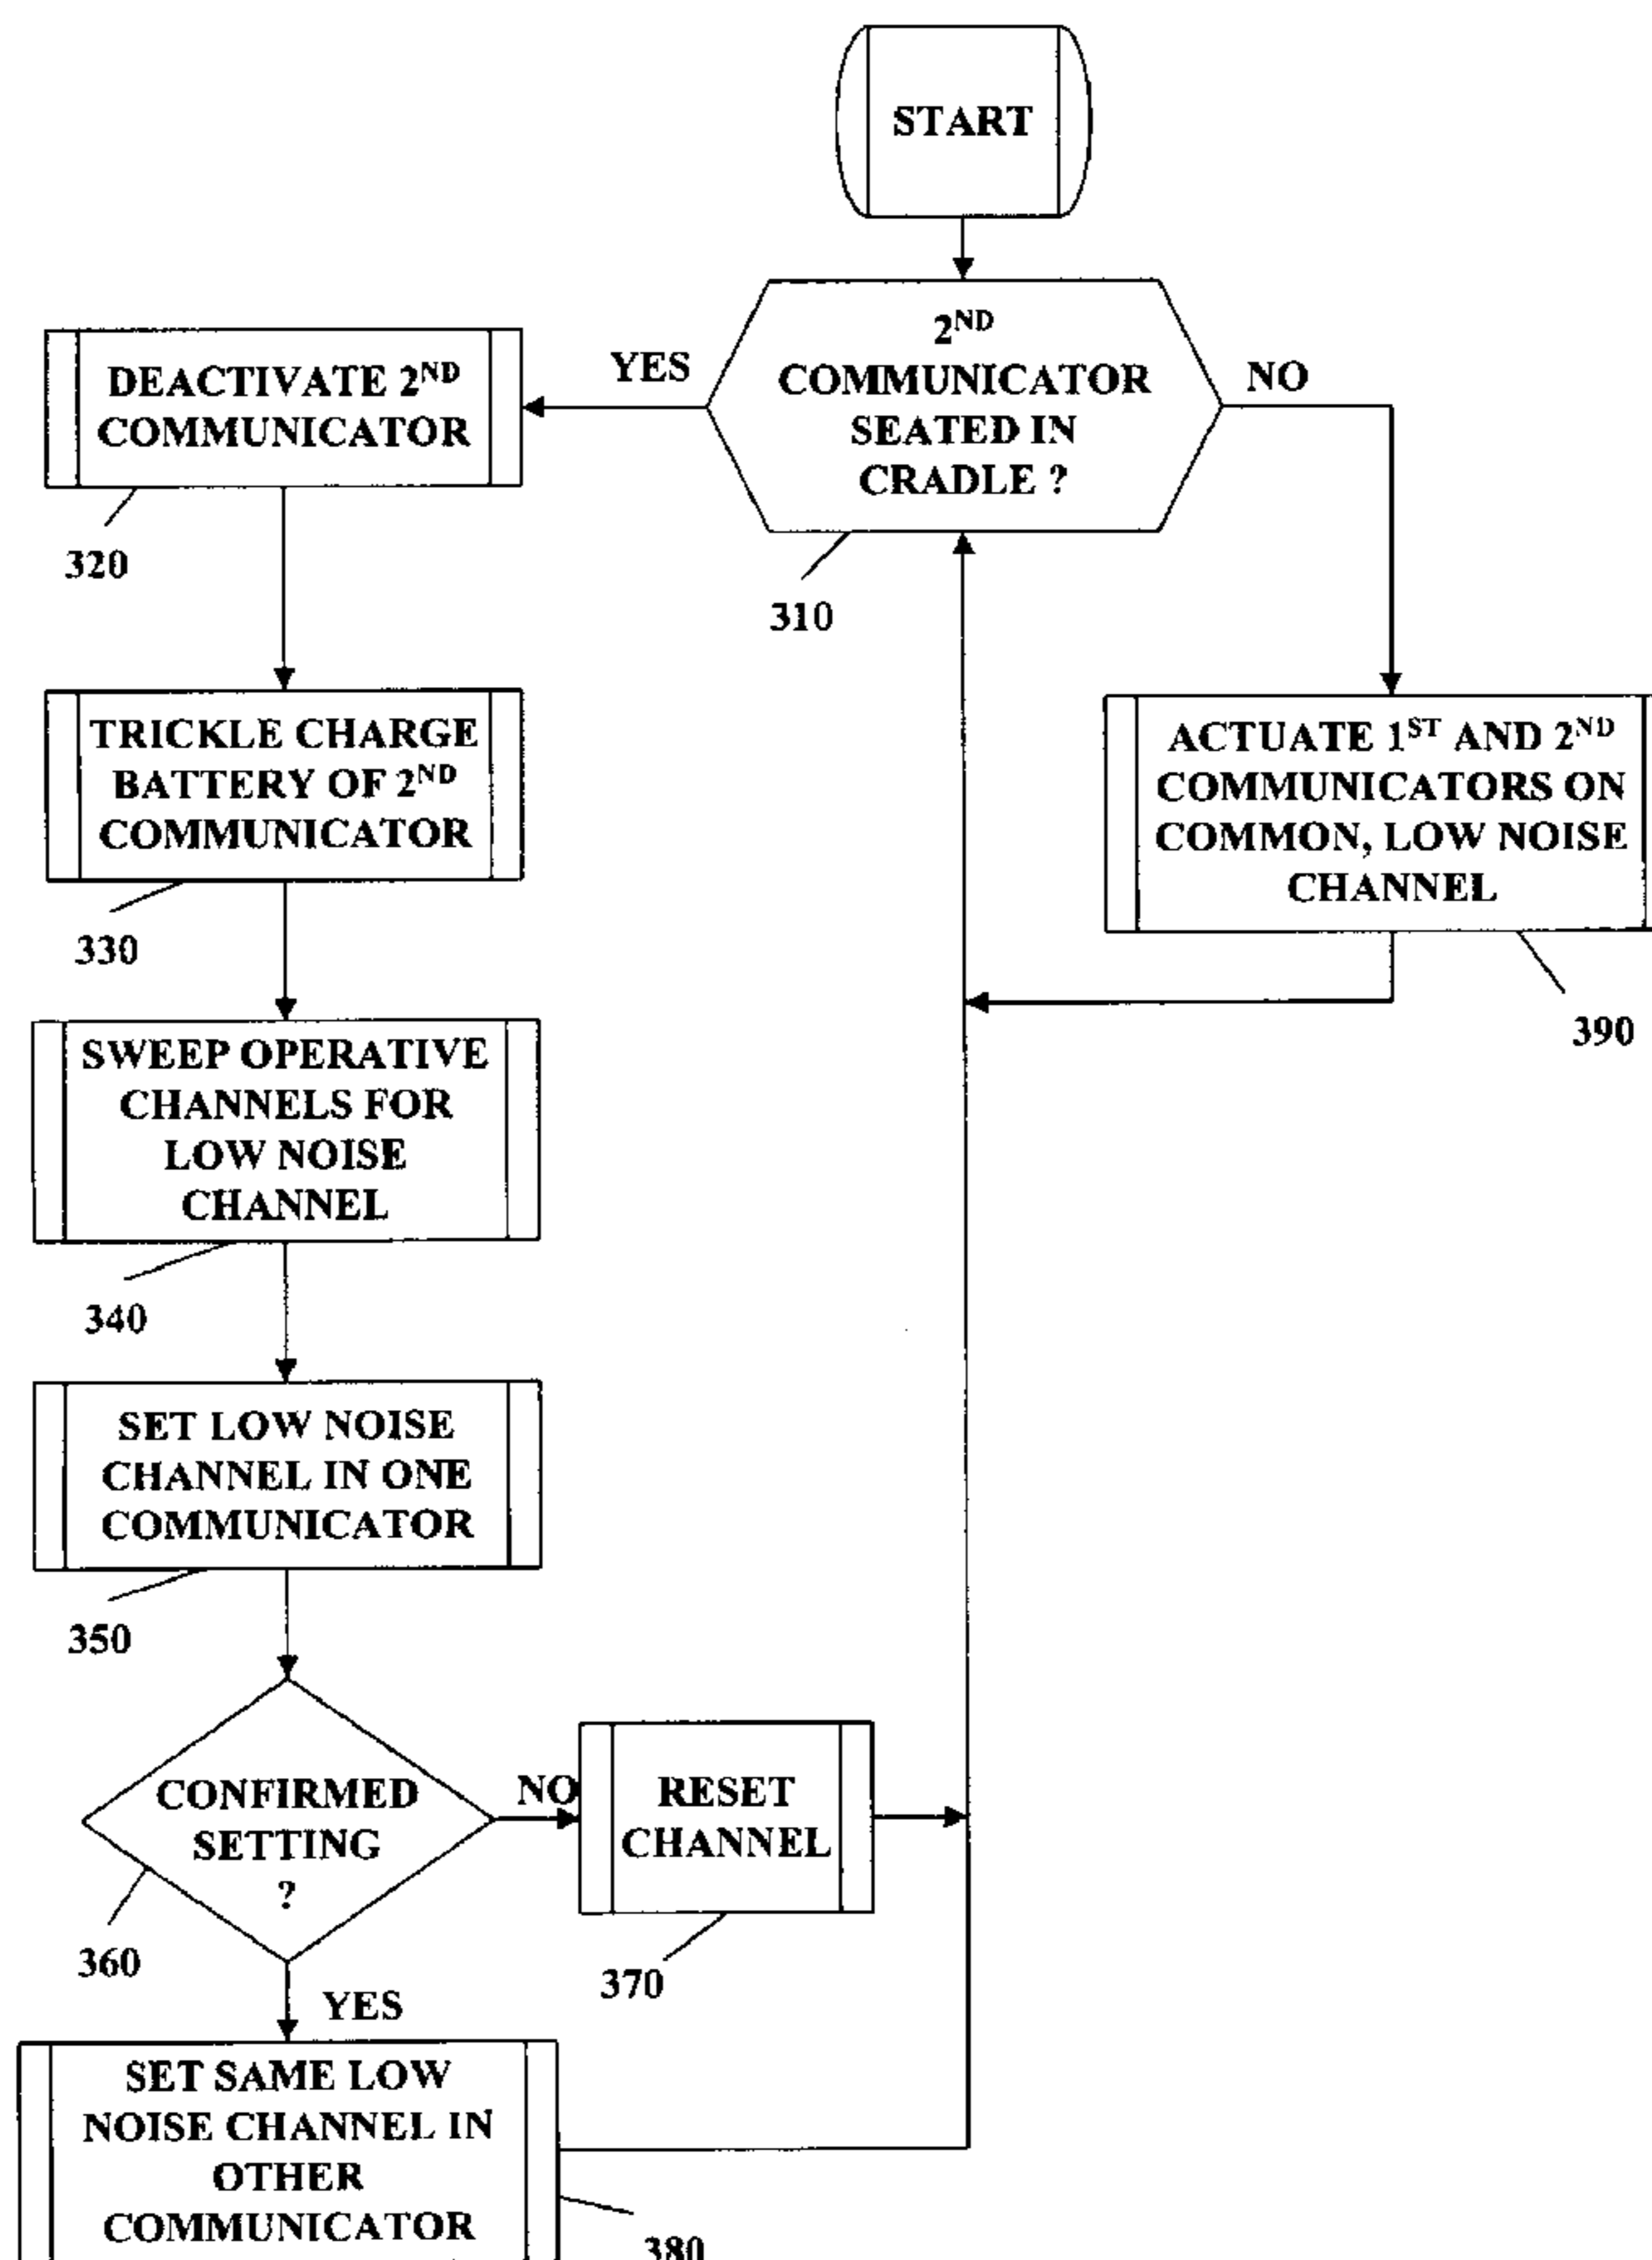 START
2ND
COMMUNICATOR
SEATED IN
CRADLE ?
310
YES
NO
DEACTIVATE 2ND
COMMUNICATOR
320
TRICKLE CHARGE
BATTERY OF 2ND
COMMUNICATOR
330
ACTUATE 1ST AND 2ND
COMMUNICATORS ON
COMMON, LOW NOISE
CHANNEL
390
SWEEP OPERATIVE
CHANNELS FOR
LOW NOISE
CHANNEL
340
SET LOW NOISE
CHANNEL IN ONE
COMMUNICATOR
350
CONFIRMED
SETTING
?
360
NO
RESET
CHANNEL
370
YES
SET SAME LOW
NOISE CHANNEL IN
OTHER
COMMUNICATOR
380